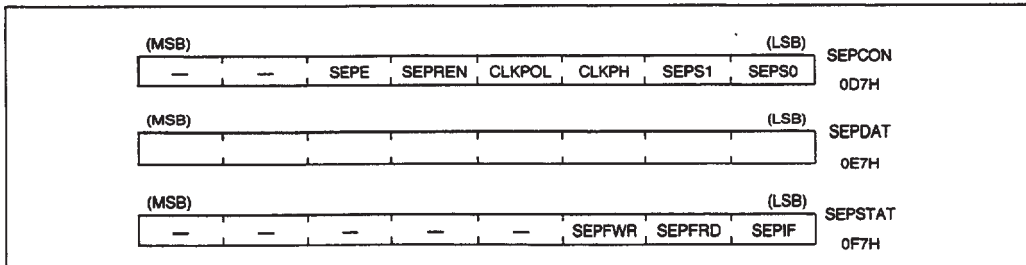 (MSB) (LSB) SEPCON
— — SEPE SEPREN CLKPOL CLKPH SEPS1 SEPS0
0D7H
(MSB) (LSB) SEPDAT
0E7H
(MSB) (LSB) SEPSTAT
— — — — — SEPFWR SEPFRD SEPIF
0F7H